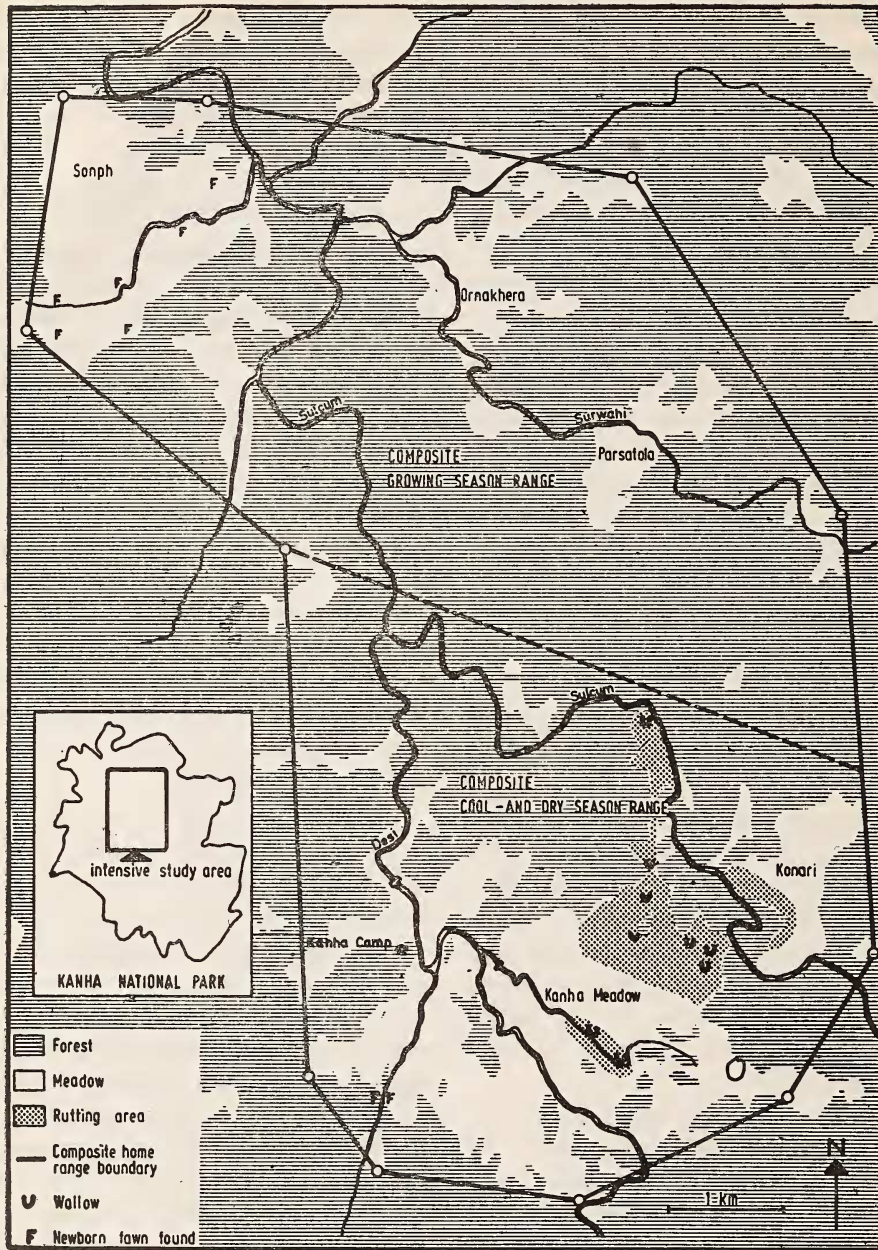 Sonph
F
F
F
F
F
F
Ornakhera
Sulcum
Surwahi
Parsatola
COMPOSITE
GROWING SEASON RANGE
Sulcum
COMPOSITE
COOL-AND DRY SEASON RANGE
Desi
Konari
Kanha Camp
Kanha Meadow
F F
intensive study area
KANHA NATIONAL PARK
Forest
Meadow
Rutting area
Composite home
range boundary
Wallow
F Newborn fawn found
N
1 km